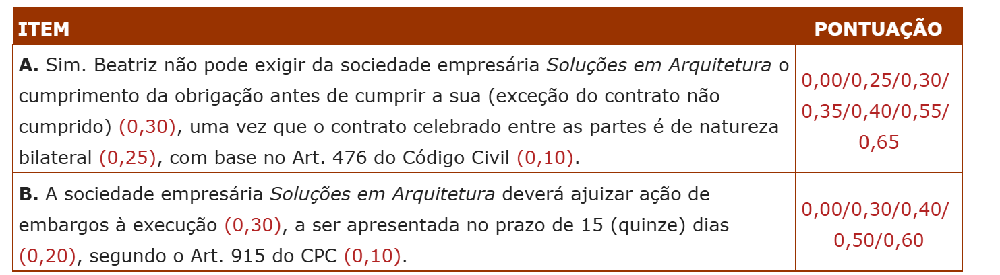 ITEM PONTUAÇÃO
A. Sim. Beatriz não pode exigir da sociedade empresária Soluções em Arquitetura o
cumprimento da obrigação antes de cumprir a sua (exceção do contrato não
cumprido) (0,30), uma vez que o contrato celebrado entre as partes é de natureza
bilateral (0,25), com base no Art. 476 do Código Civil (0,10).
0,00/0,25/0,30/
0,35/0,40/0,55/
0,65
B. A sociedade empresária Soluções em Arquitetura deverá ajuizar ação de
embargos à execução (0,30), a ser apresentada no prazo de 15 (quinze) dias
(0,20), segundo o Art. 915 do CPC (0,10).
0,00/0,30/0,40/
0,50/0,60